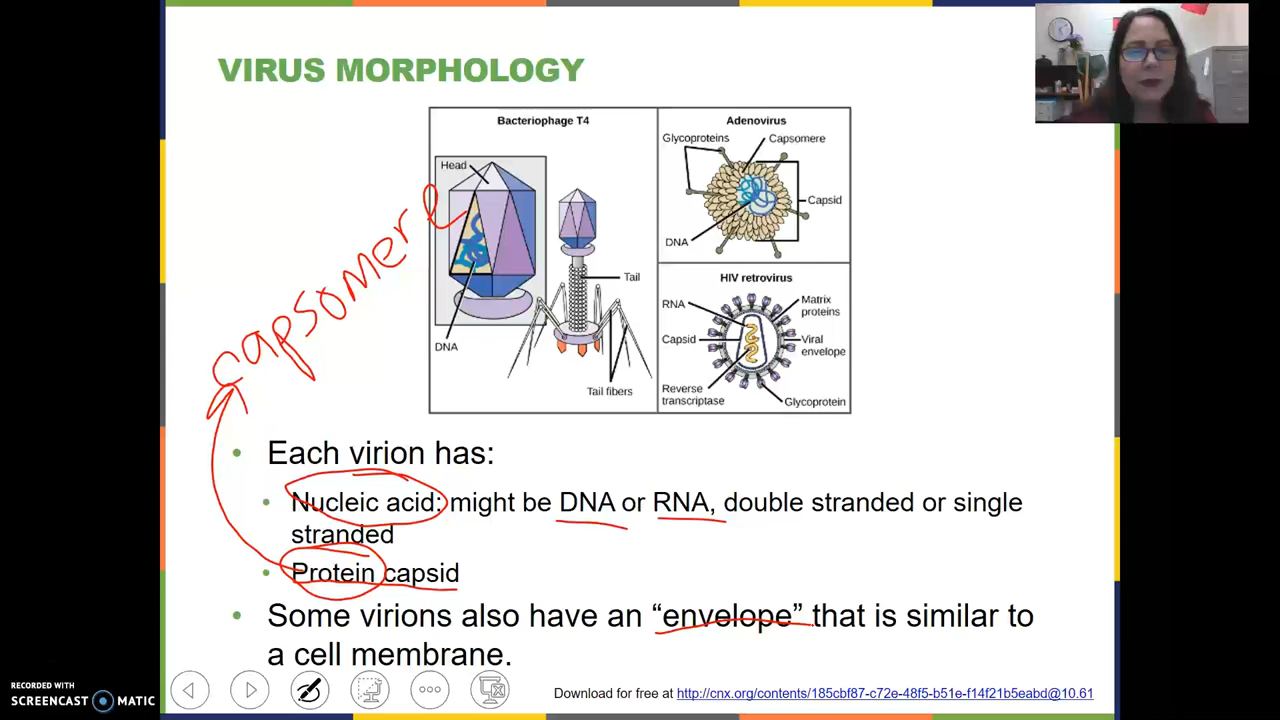 VIRUS MORPHOLOGY
Bacteriophage T4
Head
DNA
Tail
Tail fibers
Adenovirus
Glycoproteins
Capsomere
Capsid
DNA
HIV retrovirus
RNA
Capsid
Reverse
transcriptase
Matrix
proteins
Viral
envelope
Glycoprotein
capsomere
• Each virion has:
• Nucleic acid: might be DNA or RNA, double stranded or single
stranded
• Protein capsid
• Some virions also have an “envelope” that is similar to
a cell membrane.
Download for free at http://cnx.org/contents/185cbf87-c72e-48f5-b51e-f14f21b5eabd@10.61
RECORDED WITH
SCREENCAST MATIC